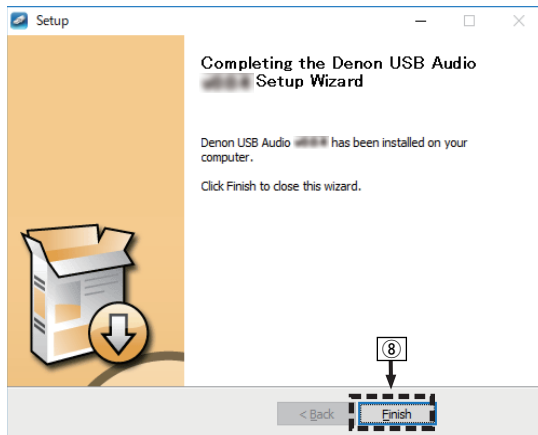 Setup
Completing the Denon USB Audio
Setup Wizard
Denon USB Audio has been installed on your
computer.
Click Finish to close this wizard.
⑧
< Back
Finish